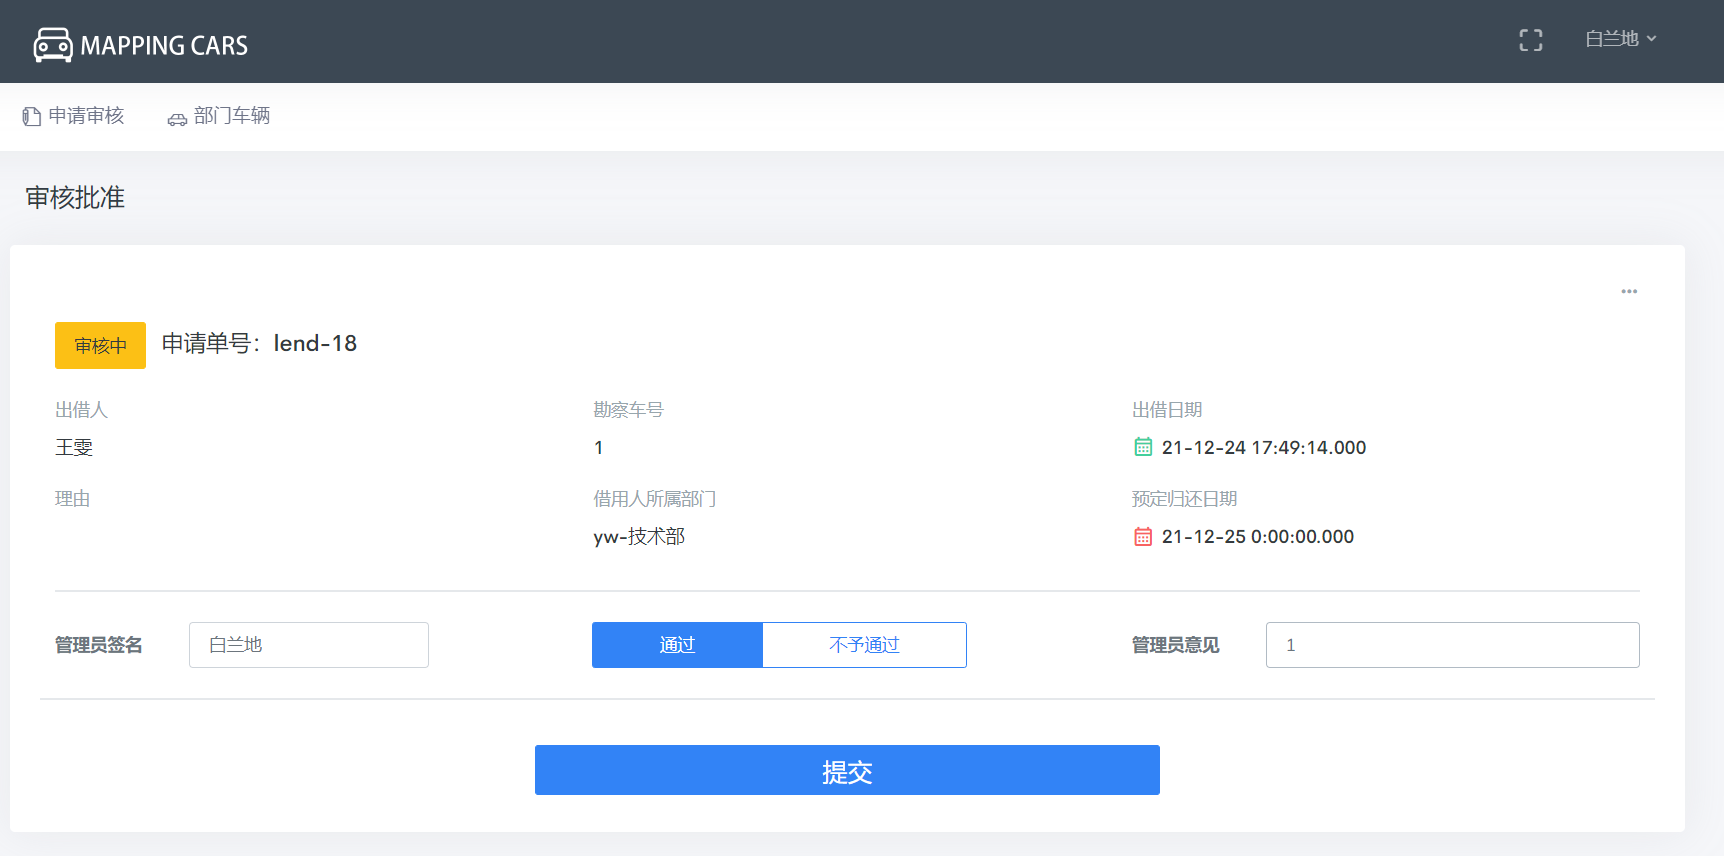 MAPPING CARS
白兰地
申请审核 部门车辆
审核批准
审核中 申请单号：lend-18
出借人 勘察车号 出借日期
王雯 1 21-12-24 17:49:14.000
理由 借用人所属部门 预定归还日期
yw-技术部 21-12-25 0:00:00.000
管理员签名 白兰地 通过 不予通过 管理员意见 1
提交